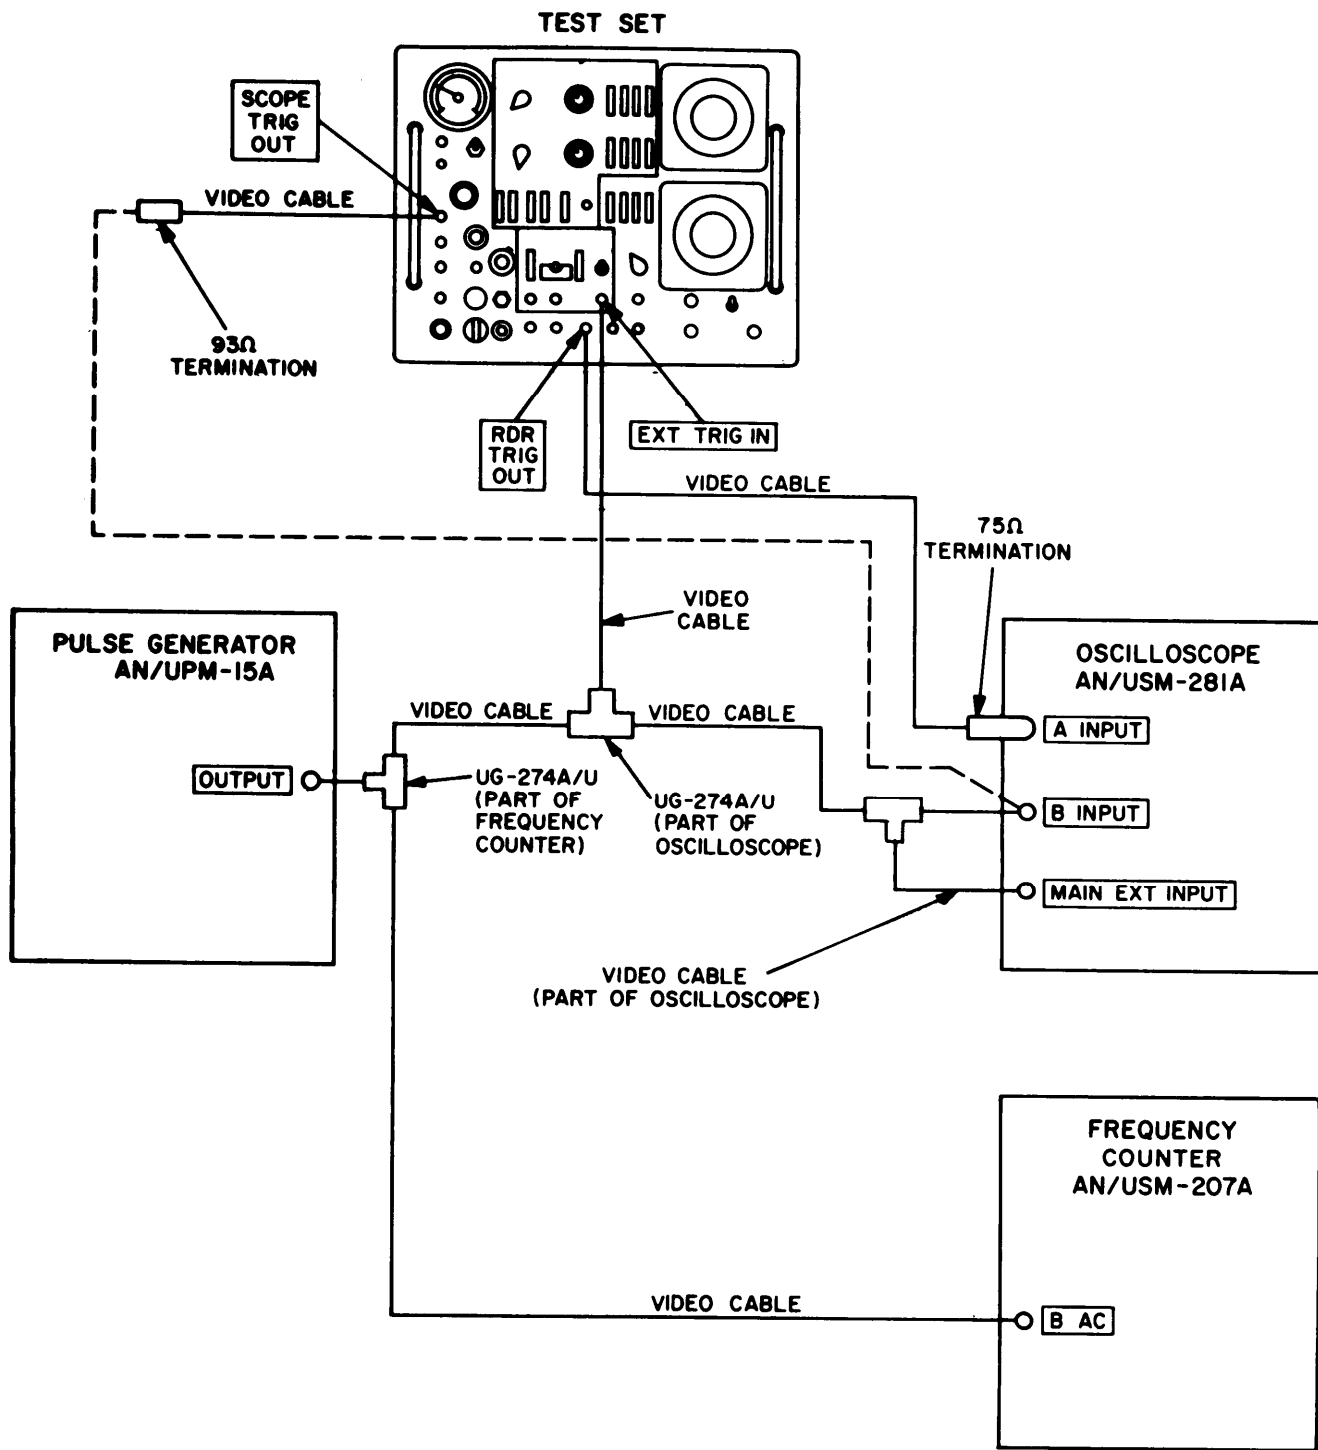 TEST SET
SCOPE
TRIG
OUT
VIDEO CABLE
93Ω
TERMINATION
RDR
TRIG
OUT
EXT TRIG IN
VIDEO CABLE
75Ω
TERMINATION
VIDEO
CABLE
PULSE GENERATOR
AN/UPM-15A
OUTPUT
VIDEO CABLE
VIDEO CABLE
UG-274A/U
(PART OF
FREQUENCY
COUNTER)
UG-274A/U
(PART OF
OSCILLOSCOPE)
OSCILLOSCOPE
AN/USM-281A
A INPUT
B INPUT
MAIN EXT INPUT
VIDEO CABLE
(PART OF OSCILLOSCOPE)
FREQUENCY
COUNTER
AN/USM-207A
VIDEO CABLE
B AC